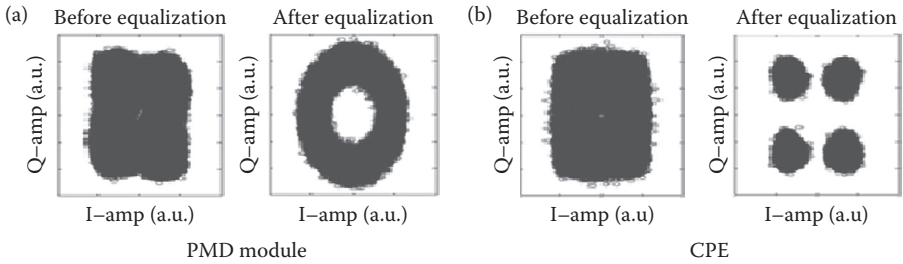 (a) Before equalization After equalization
Q–amp (a.u.)
I–amp (a.u.)
Q–amp (a.u.)
I–amp (a.u.)
PMD module
(b) Before equalization After equalization
Q–amp (a.u.)
I–amp (a.u)
Q–amp (a.u.)
I–amp (a.u)
CPE